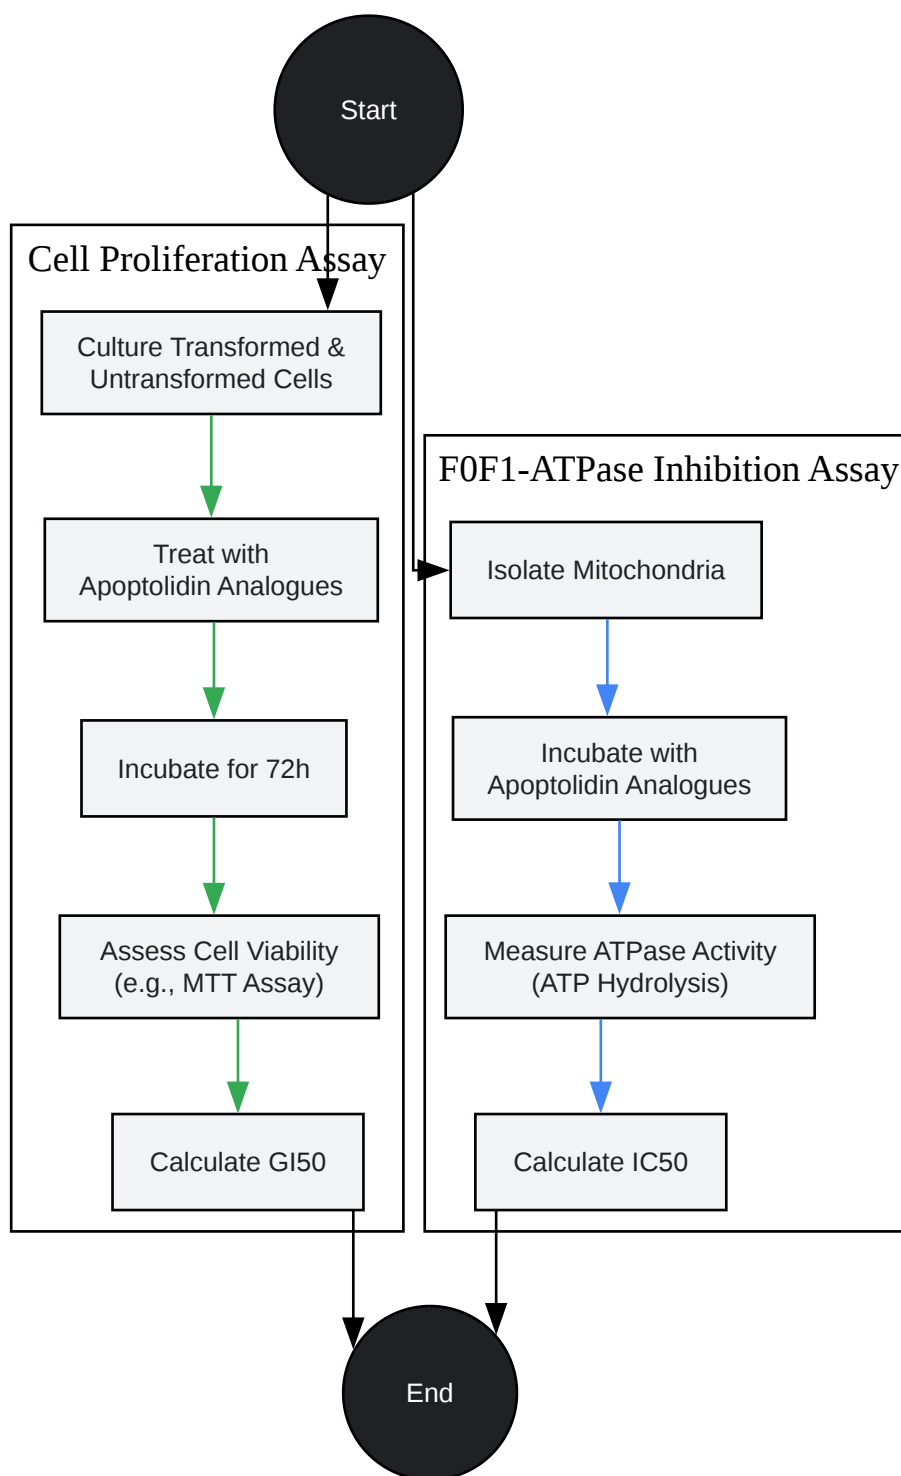 Start
Cell Proliferation Assay
Culture Transformed &
Untransformed Cells
Treat with
Apoptolidin Analogues
Incubate for 72h
Assess Cell Viability
(e.g., MTT Assay)
Calculate GI50
F0F1-ATPase Inhibition Assay
Isolate Mitochondria
Incubate with
Apoptolidin Analogues
Measure ATPase Activity
(ATP Hydrolysis)
Calculate IC50
End